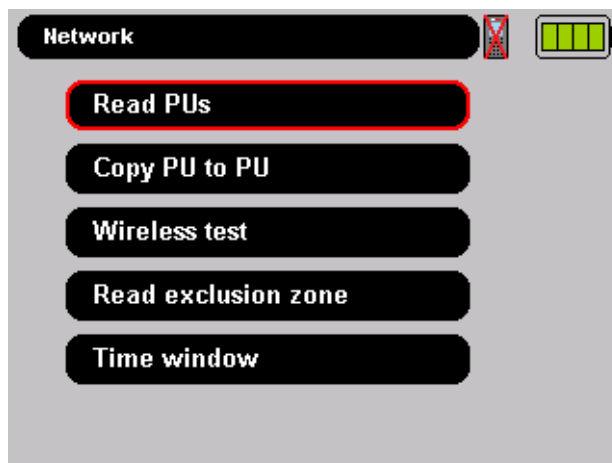 Network
Read PUs
Copy PU to PU
Wireless test
Read exclusion zone
Time window